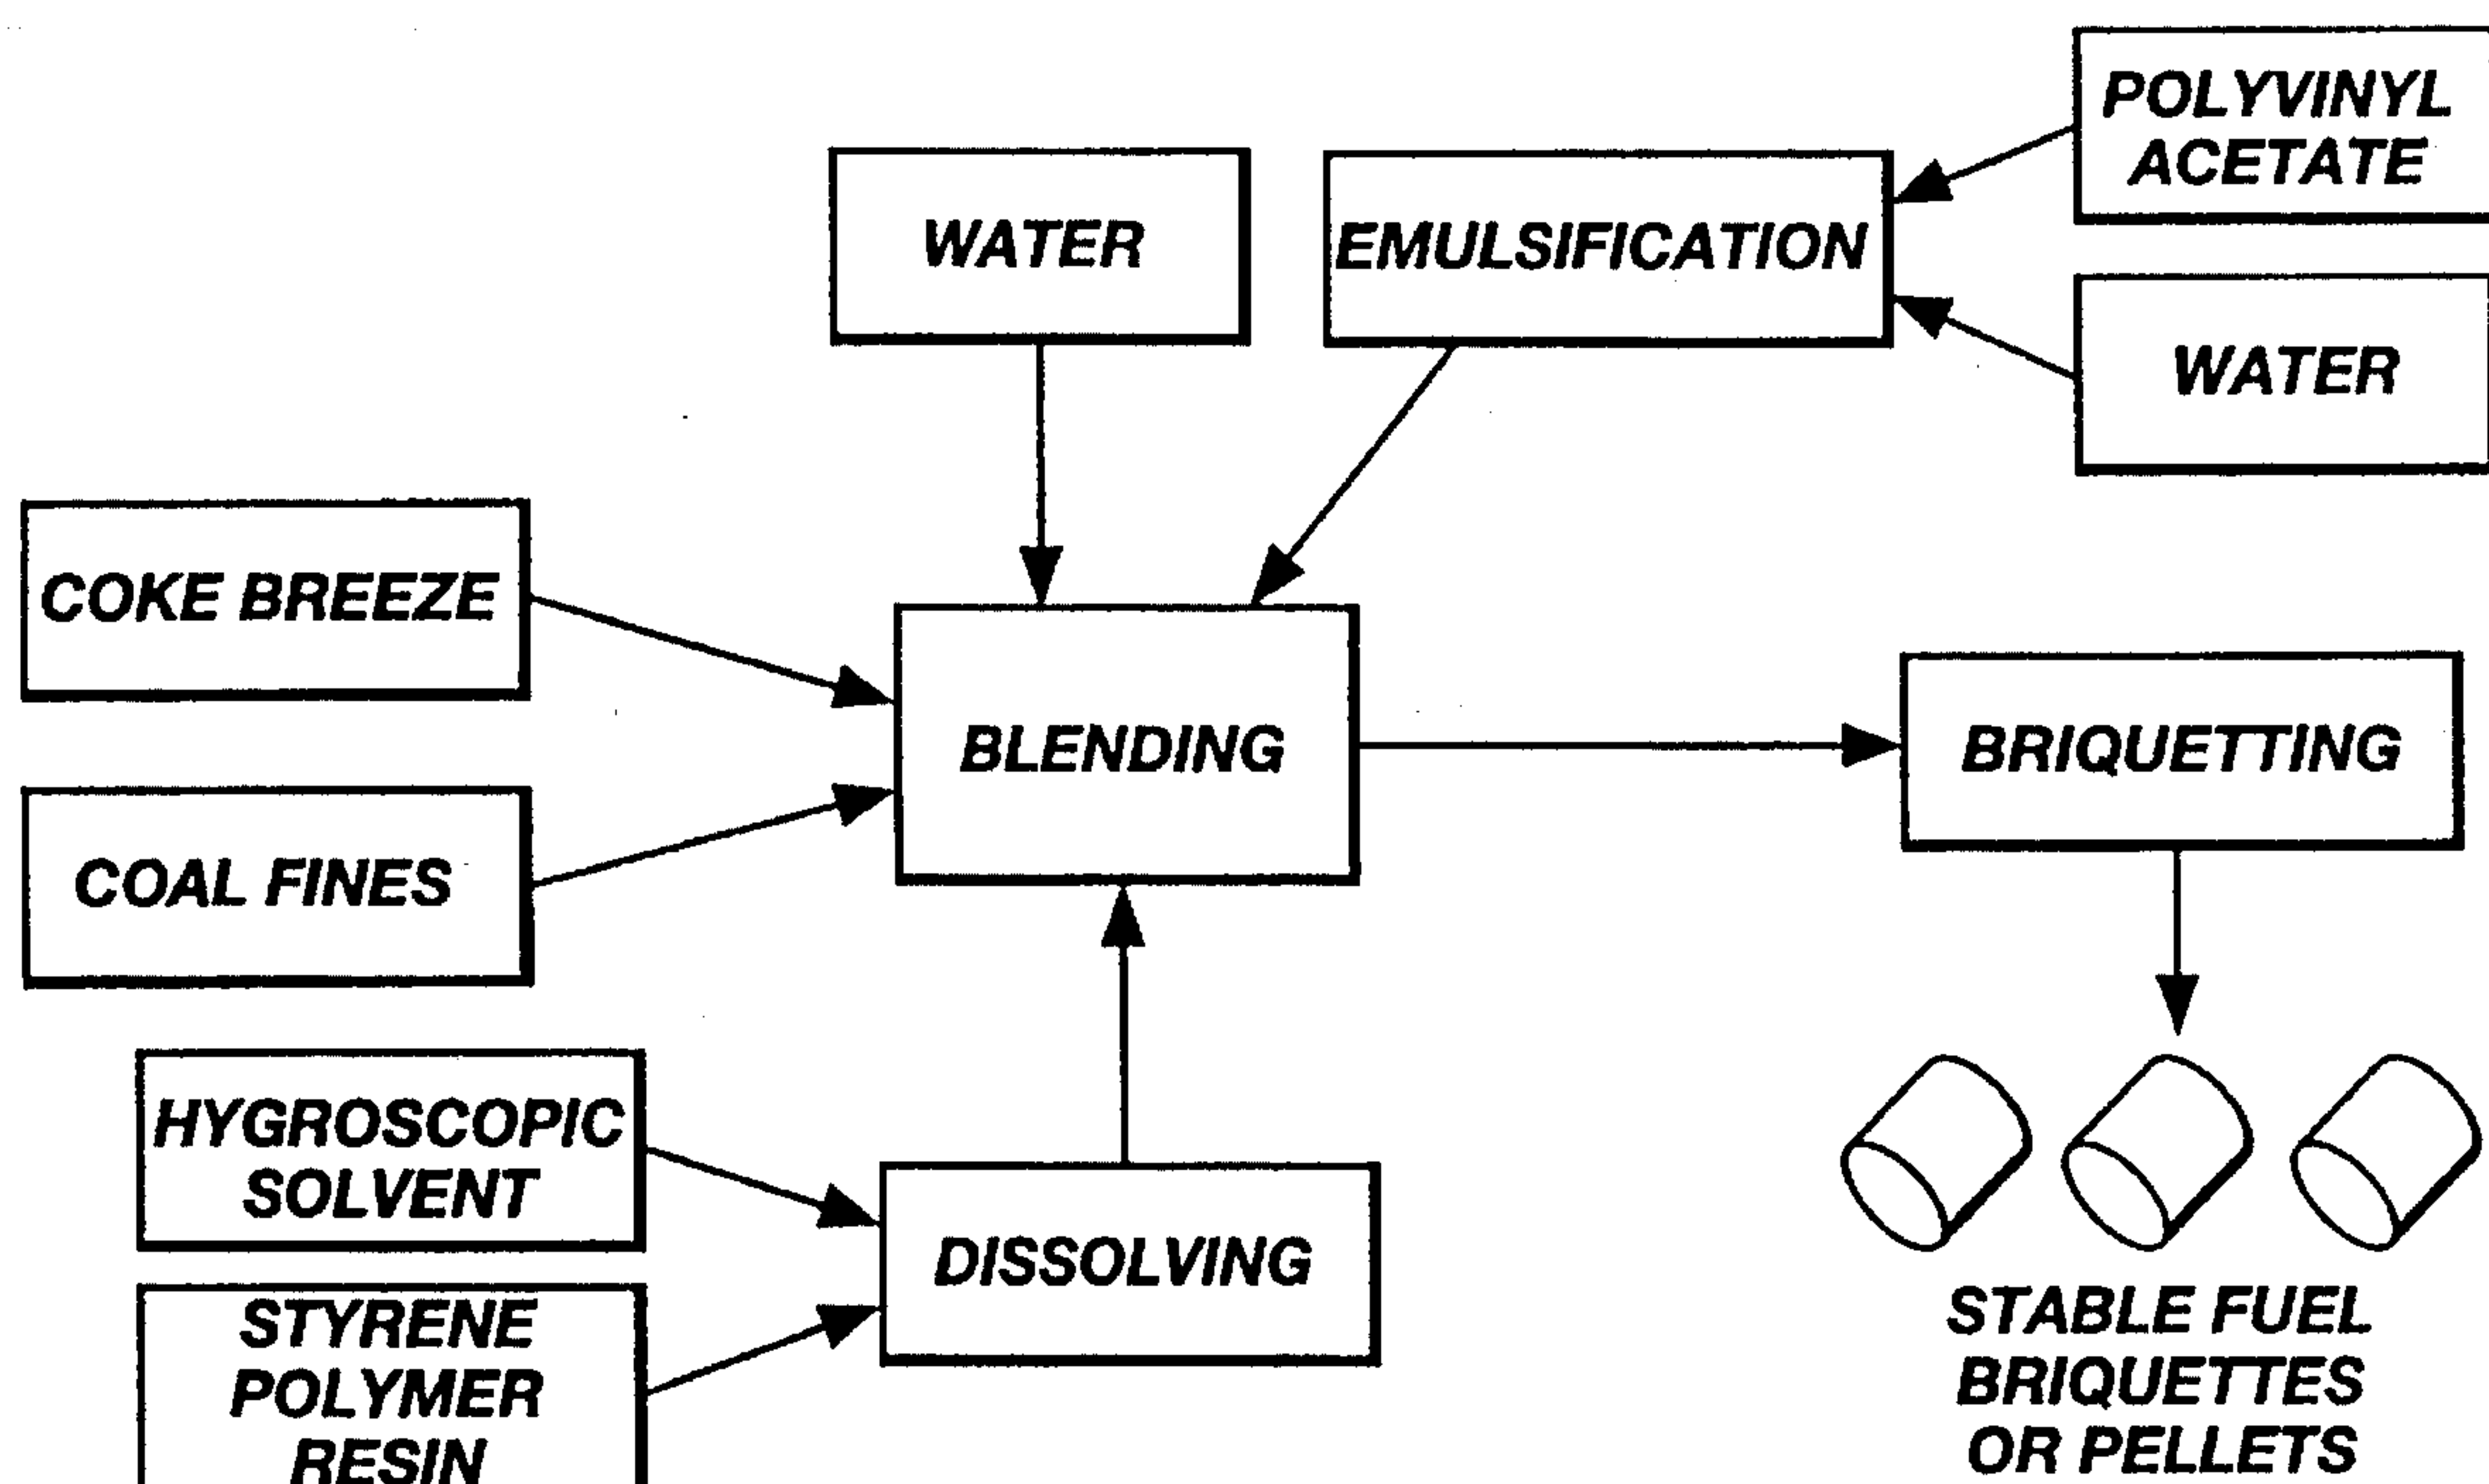 POLYVINYL
ACETATE
WATER
EMULSIFICATION
WATER
COKE BREEZE
BLENDING
BRIQUETTING
COAL FINES
HYGROSCOPIC
SOLVENT
DISSOLVING
STYRENE
POLYMER
RESIN
STABLE FUEL
BRIQUETTES
OR PELLETS